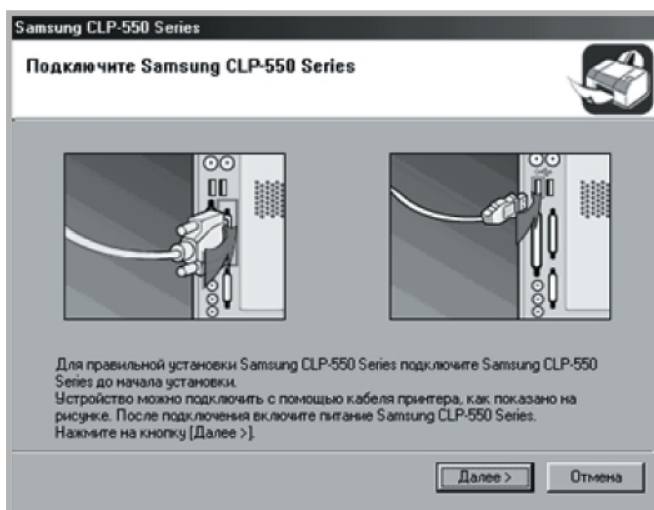 Samsung CLP-550 Series
Подключите Samsung CLP-550 Series
Для правильной установки Samsung CLP-550 Series подключите Samsung CLP-550
Series до начала установки.
Устройство можно подключить с помощью кабеля принтера, как показано на
рисунке. После подключения включите питание Samsung CLP-550 Series.
Нажмите на кнопку [Далее >].
Далее >
Отмена